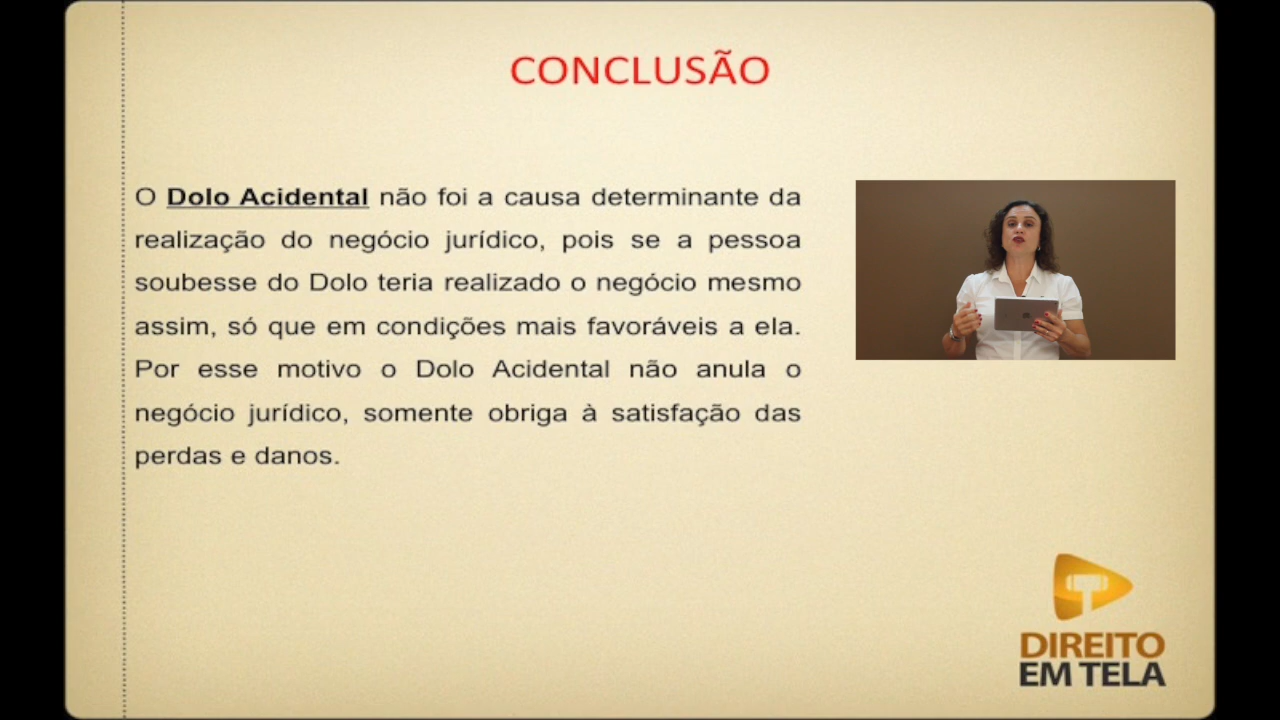 CONCLUSÃO
O Dolo Acidental não foi a causa determinante da
realização do negócio jurídico, pois se a pessoa
soubesse do Dolo teria realizado o negócio mesmo
assim, só que em condições mais favoráveis a ela.
Por esse motivo o Dolo Acidental não anula o
negócio jurídico, somente obriga à satisfação das
perdas e danos.
DIREITO
EM TELA